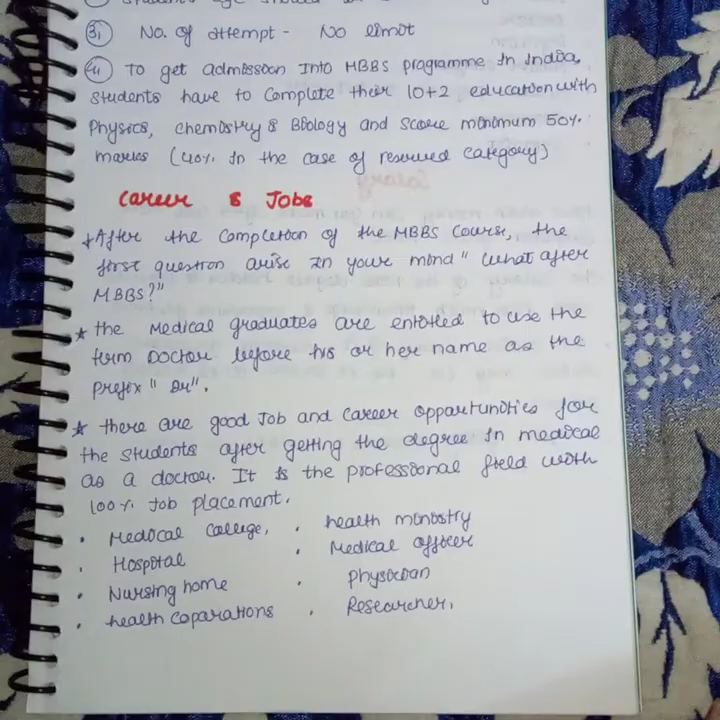 students age should
3. No. of attempt - No limit
4. To get admission Into MBBS programme In India,
students have to complete their 10+2 education with
Physics, chemistry & Biology and Score minimum 50%
marks (40% In the case of reserved category)
Career & Jobs
After the completion of the MBBS course, the
first question arise In your mind "what after
MBBS?"
★ the Medical graduates are entitled to use the
term Doctor before his or her name as the
prefix "Dr".
★ there are good Job and career opportunities for
the students after getting the degree In medical
as a doctor. It is the professional field with
100% Job placement.
• Medical college, • health ministry
• Hospital • Medical officer
• Nursing home • Physician
• health coparations • Researcher,